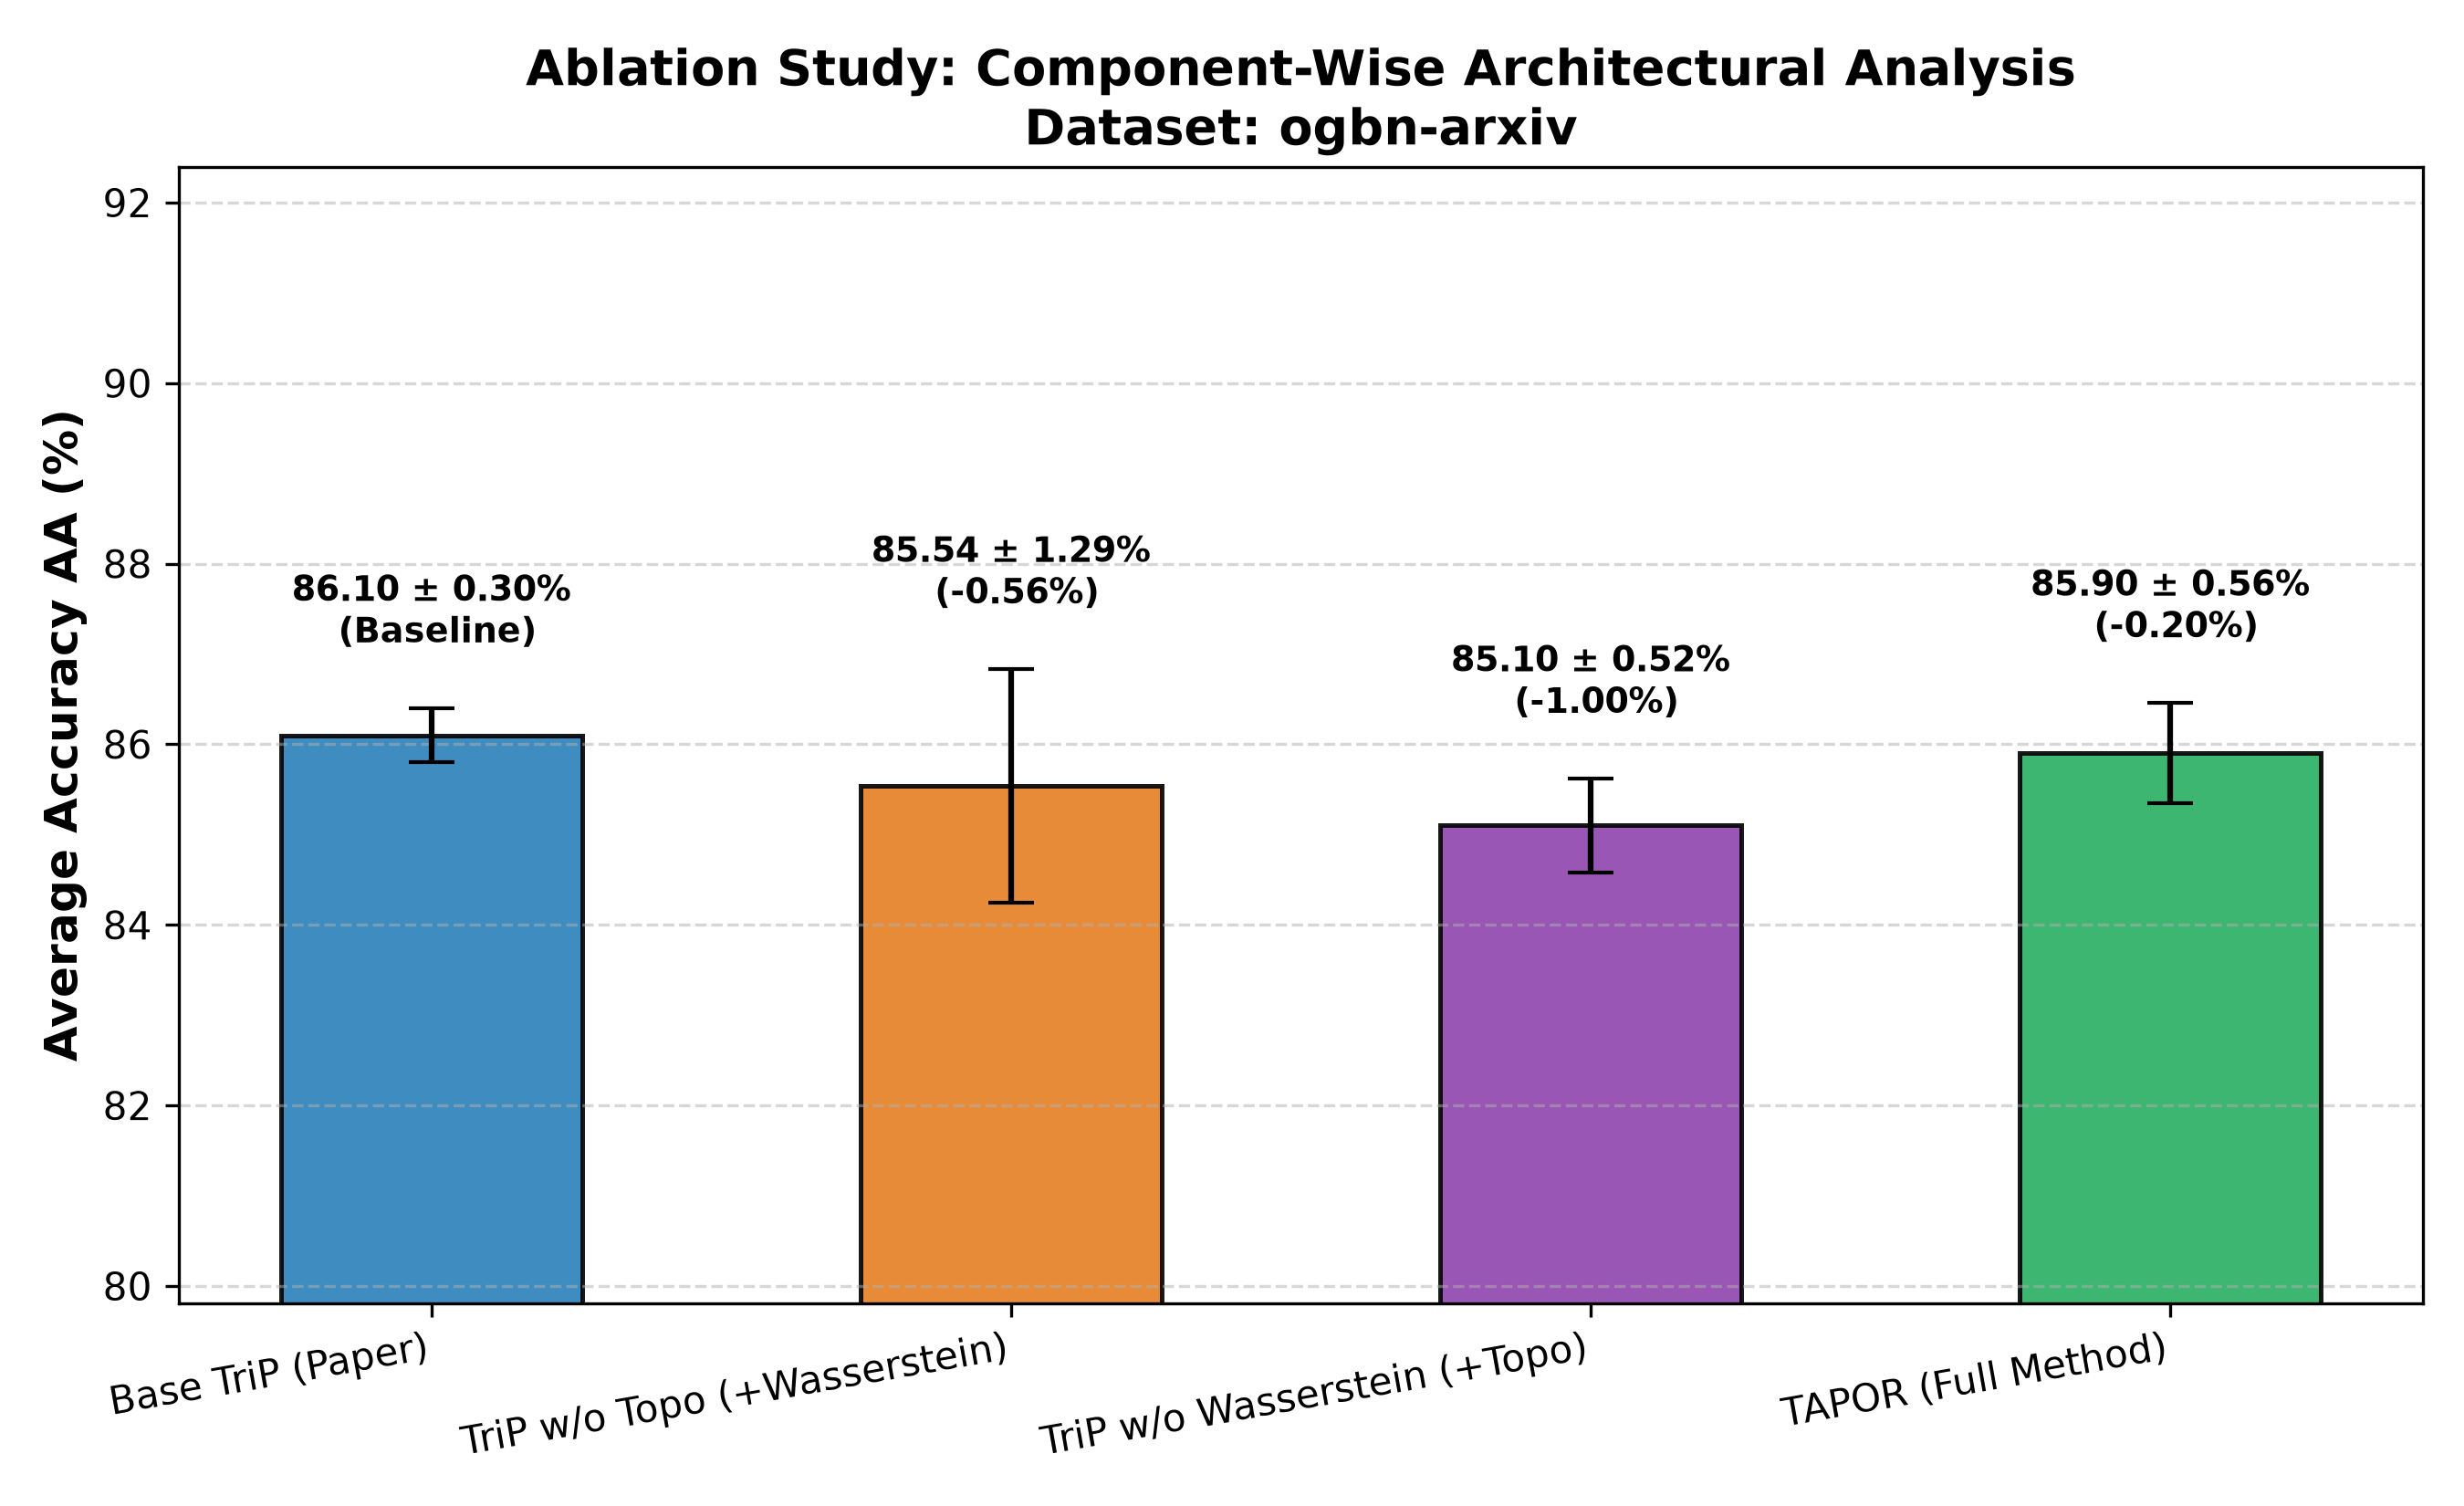 Ablation Study: Component-Wise Architectural Analysis
Dataset: ogbn-arxiv
Average Accuracy AA (%)
92
90
88
86
84
82
80
86.10 ± 0.30%
(Baseline)
85.54 ± 1.29%
(-0.56%)
85.10 ± 0.52%
(-1.00%)
85.90 ± 0.56%
(-0.20%)
Base TriP (Paper)
TriP w/o Topo (+Wasserstein)
TriP w/o Wasserstein (+Topo)
TAPOR (Full Method)